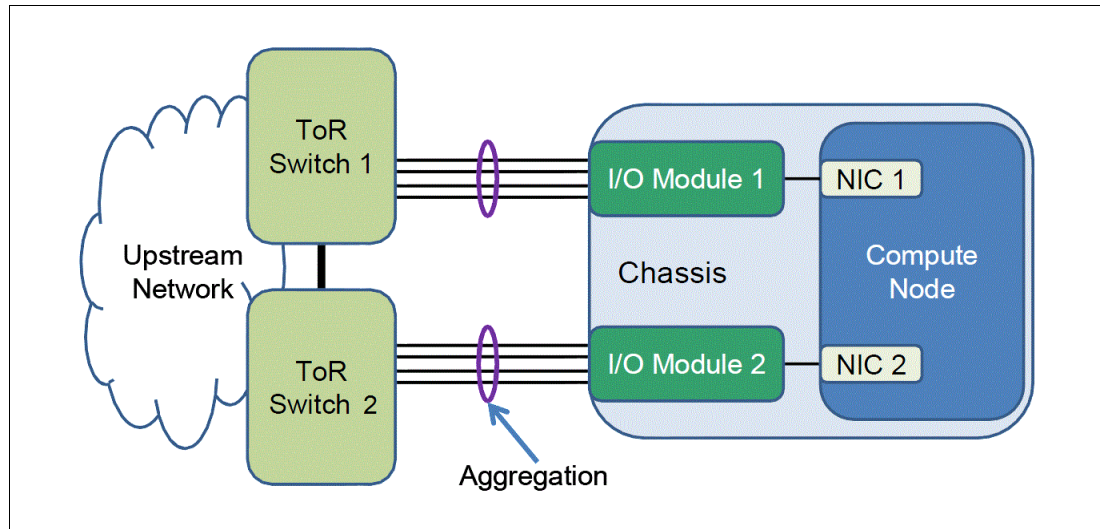 ToR
Switch 1
I/O Module 1
NIC 1
Upstream
Network
Chassis
Compute
Node
ToR
Switch 2
I/O Module 2
NIC 2
Aggregation